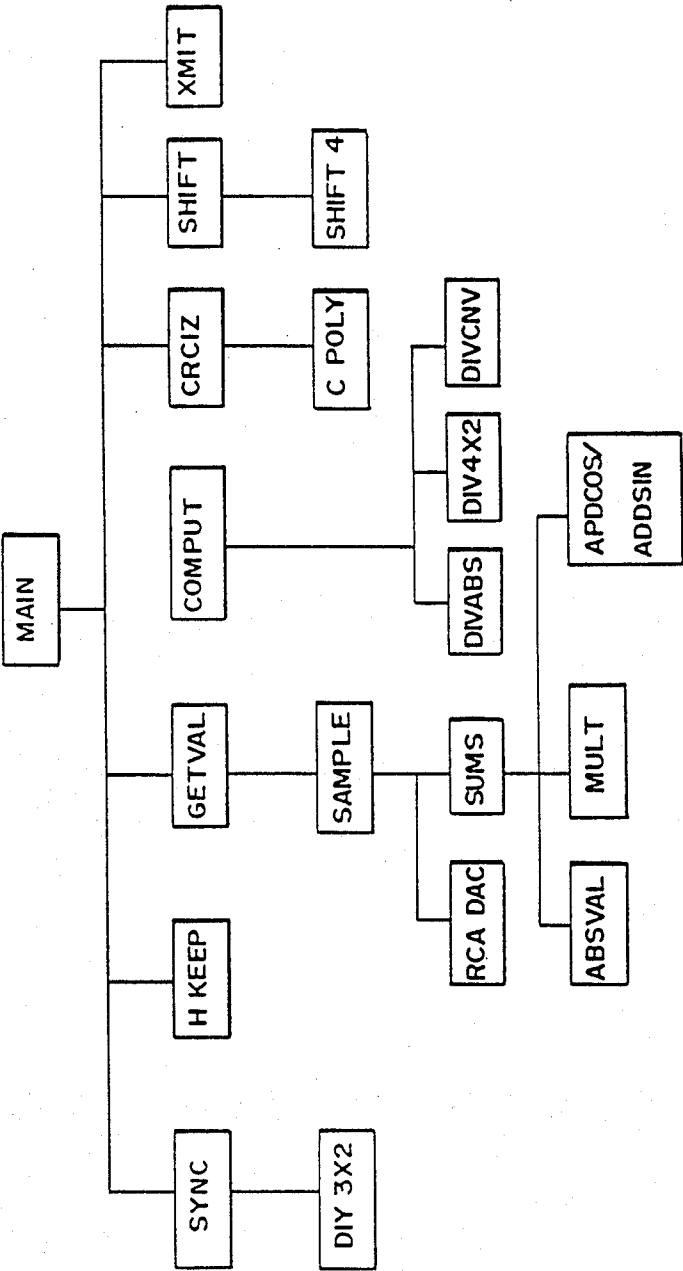 MAIN
SYNC
H KEEP
GETVAL
COMPUT
CRCIZ
SHIFT
XMIT
DIY 3X2
SAMPLE
C POLY
SHIFT 4
RCA DAC
SUMS
DIVABS
DIV4X2
DIVCNV
ABSVAL
MULT
APDCOS/
ADDSIN